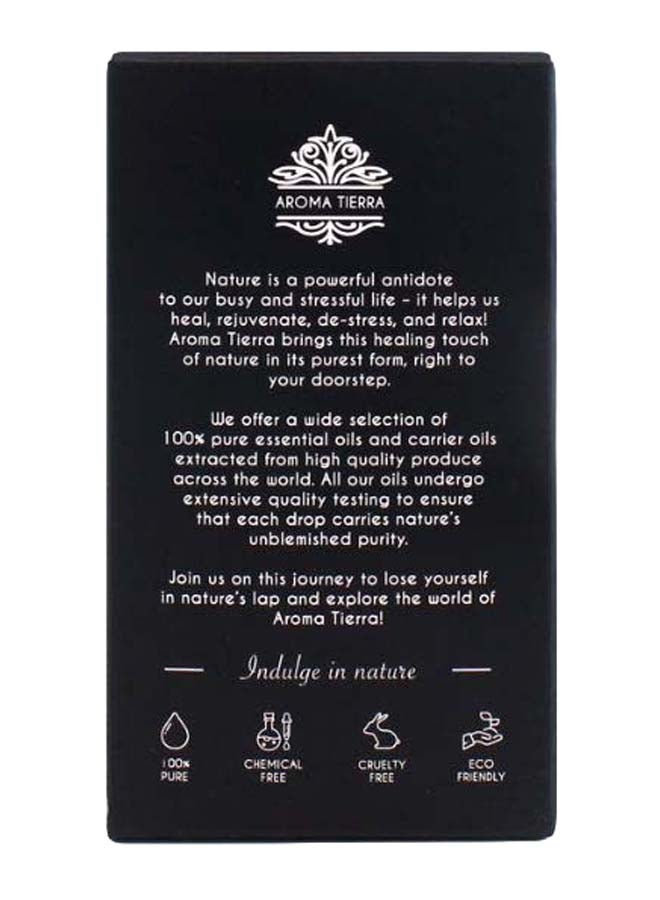 AROMA TIERRA
Nature is a powerful antidote
to our busy and stressful life – it helps us
heal, rejuvenate, de-stress, and relax!
Aroma Tierra brings this healing touch
of nature in its purest form, right to
your doorstep.
We offer a wide selection of
100% pure essential oils and carrier oils
extracted from high quality produce
across the world. All our oils undergo
extensive quality testing to ensure
that each drop carries nature's
unblemished purity.
Join us on this journey to lose yourself
in nature's lap and explore the world of
Aroma Tierra!
Indulge in nature
100%
PURE
CHEMICAL
FREE
CRUELTY
FREE
ECO
FRIENDLY